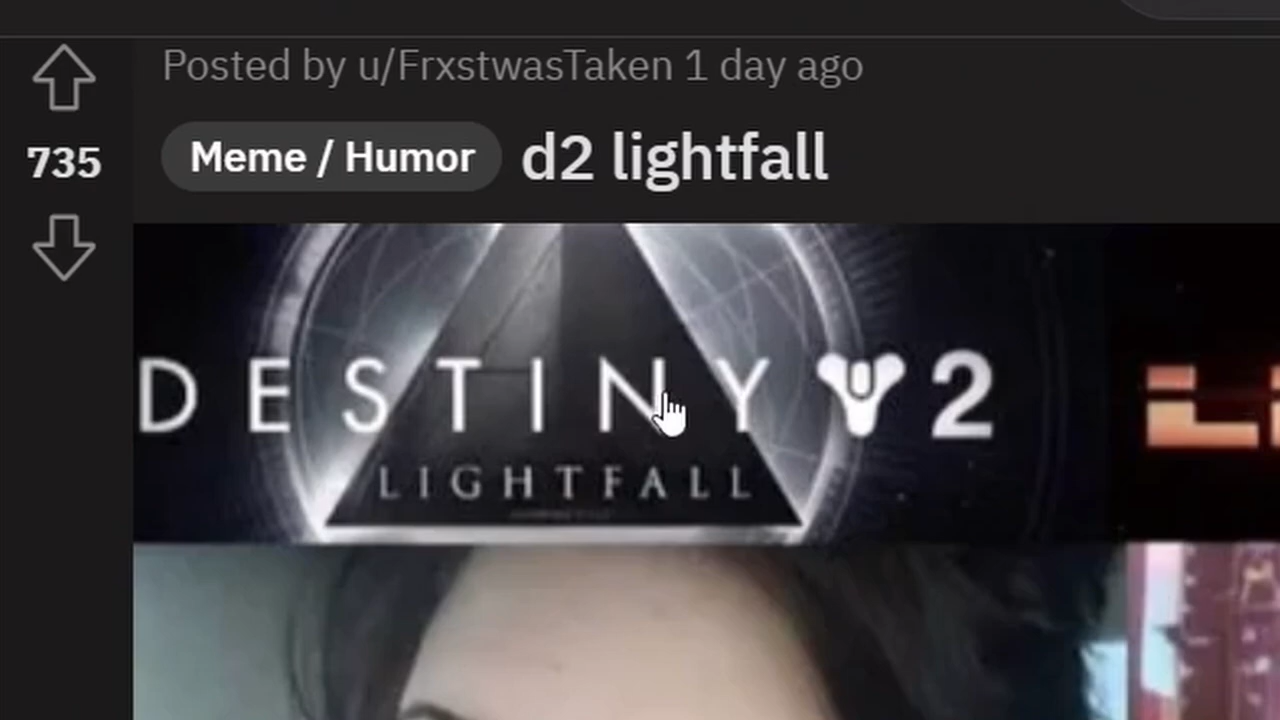 Posted by u/FrxstwasTaken 1 day ago
735
Meme / Humor d2 lightfall
DESTINY 2
LIGHTFALL